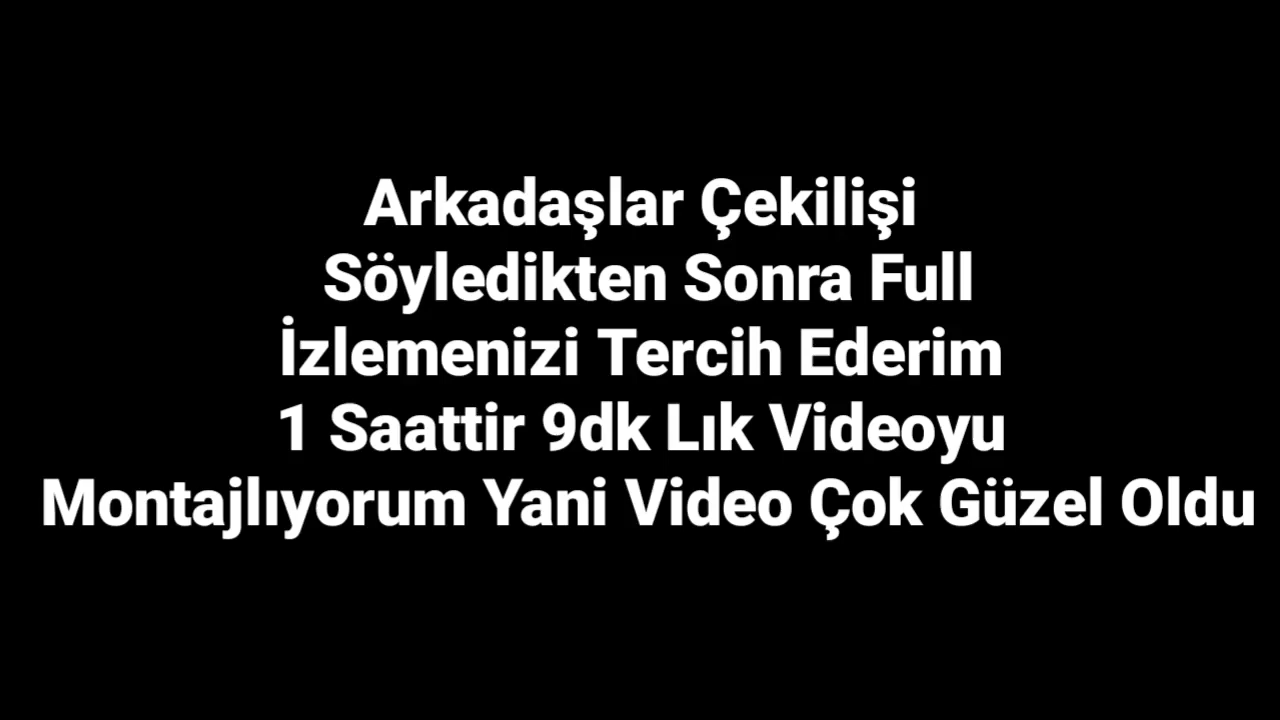 Arkadaşlar Çekilişi
Söyledikten Sonra Full
İzlemenizi Tercih Ederim
1 Saattir 9dk Lık Videoyu
Montajlıyorum Yani Video Çok Güzel Oldu